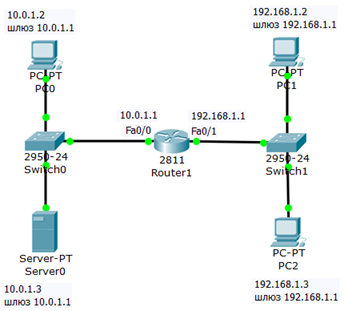 10.0.1.2
шлюз 10.0.1.1
PC-PT
PC0
192.168.1.2
шлюз 192.168.1.1
PC-PT
PC1
10.0.1.1
Fa0/0
192.168.1.1
Fa0/1
2950-24
Switch0
2811
Router1
2950-24
Switch1
Server-PT
Server0
10.0.1.3
шлюз 10.0.1.1
PC-PT
PC2
192.168.1.3
шлюз 192.168.1.1